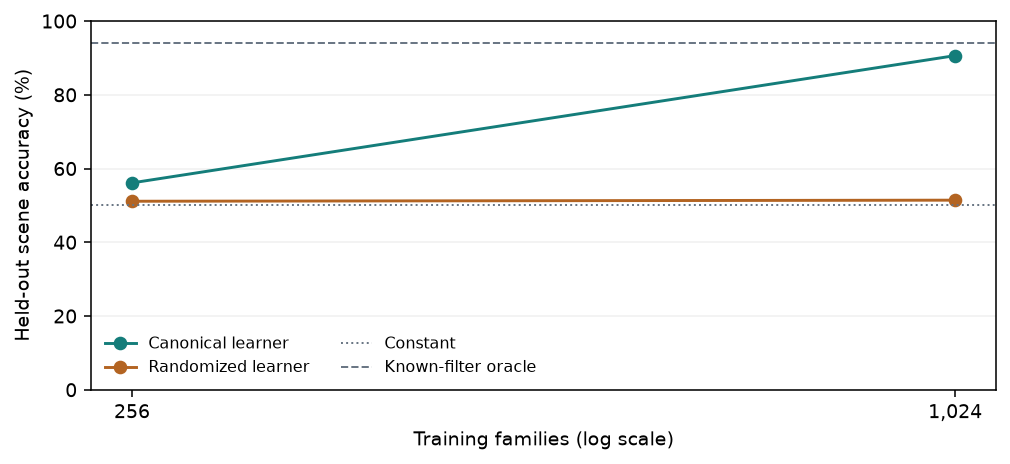 100
80
60
40
20
0
Held-out scene accuracy (%)
Canonical learner
Randomized learner
Constant
Known-filter oracle
256
1,024
Training families (log scale)